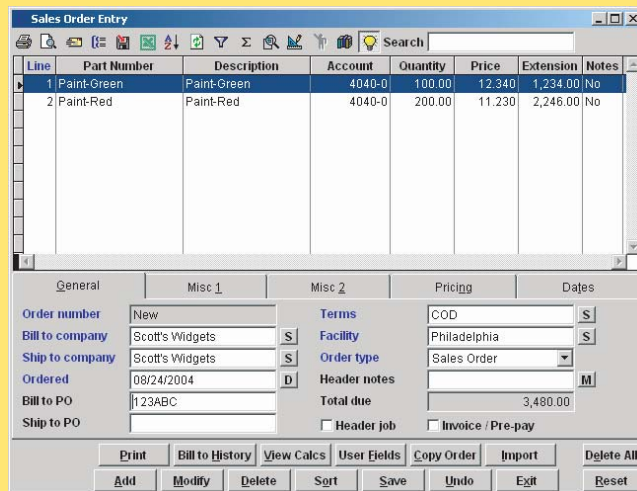 Sales Order Entry
Search
Line Part Number Description Account Quantity Price Extension Notes
1 Paint-Green Paint-Green 4040-0 100.00 12.340 1,234.00 No
2 Paint-Red Paint-Red 4040-0 200.00 11.230 2,246.00 No
General Misc 1 Misc 2 Pricing Dates
Order number New Terms COD S
Bill to company Scott's Widgets S Facility Philadelphia S
Ship to company Scott's Widgets S Order type Sales Order
Ordered 08/24/2004 D Header notes M
Bill to PO 123ABC Total due 3,480.00
Ship to PO Header job Invoice / Pre-pay
Print Bill to History View Calcs User Fields Copy Order Import Delete All
Add Modify Delete Sort Save Undo Exit Reset